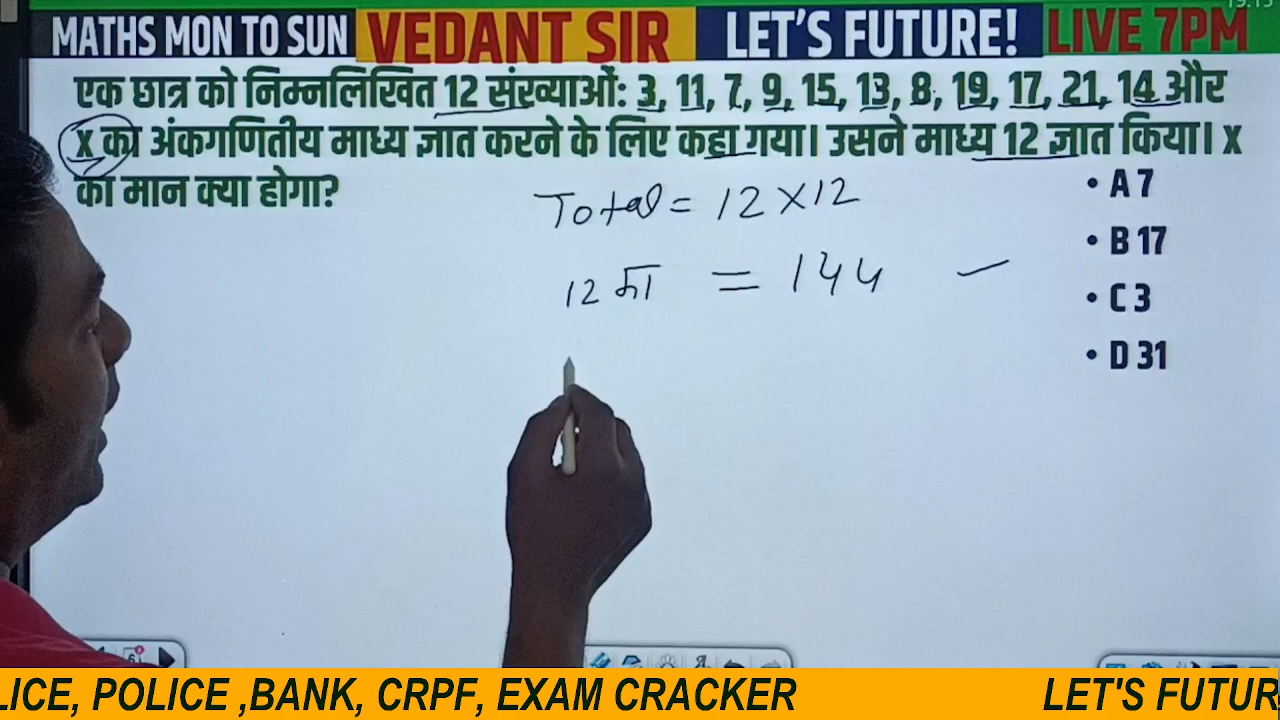 MATHS MON TO SUN VEDANT SIR LET'S FUTURE! LIVE 7PM
एक छात्र को निम्नलिखित 12 संख्याओं: 3, 11, 7, 9, 15, 13, 8, 19, 17, 21, 14 और
x का अंकगणितीय माध्य ज्ञात करने के लिए कहा गया। उसने माध्य 12 ज्ञात किया। x
का मान क्या होगा?
• A 7
• B 17
• C 3
• D 31
Total = 12 × 12
12 का = 144
LICE, POLICE ,BANK, CRPF, EXAM CRACKER LET'S FUTUR